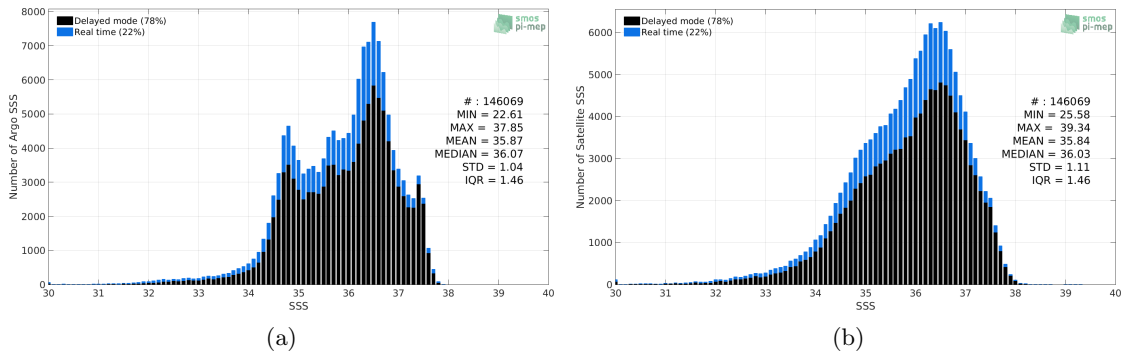 Delayed mode (78%)
Real time (22%)
smos
pi-mep
8000
7000
6000
5000
4000
3000
2000
1000
0
Number of Argo SSS
# : 146069
MIN = 22.61
MAX = 37.85
MEAN = 35.87
MEDIAN = 36.07
STD = 1.04
IQR = 1.46
30 31 32 33 34 35 36 37 38 39 40
SSS
(a)
Delayed mode (78%)
Real time (22%)
smos
pi-mep
6000
5000
4000
3000
2000
1000
0
Number of Satellite SSS
# : 146069
MIN = 25.58
MAX = 39.34
MEAN = 35.84
MEDIAN = 36.03
STD = 1.11
IQR = 1.46
30 31 32 33 34 35 36 37 38 39 40
SSS
(b)